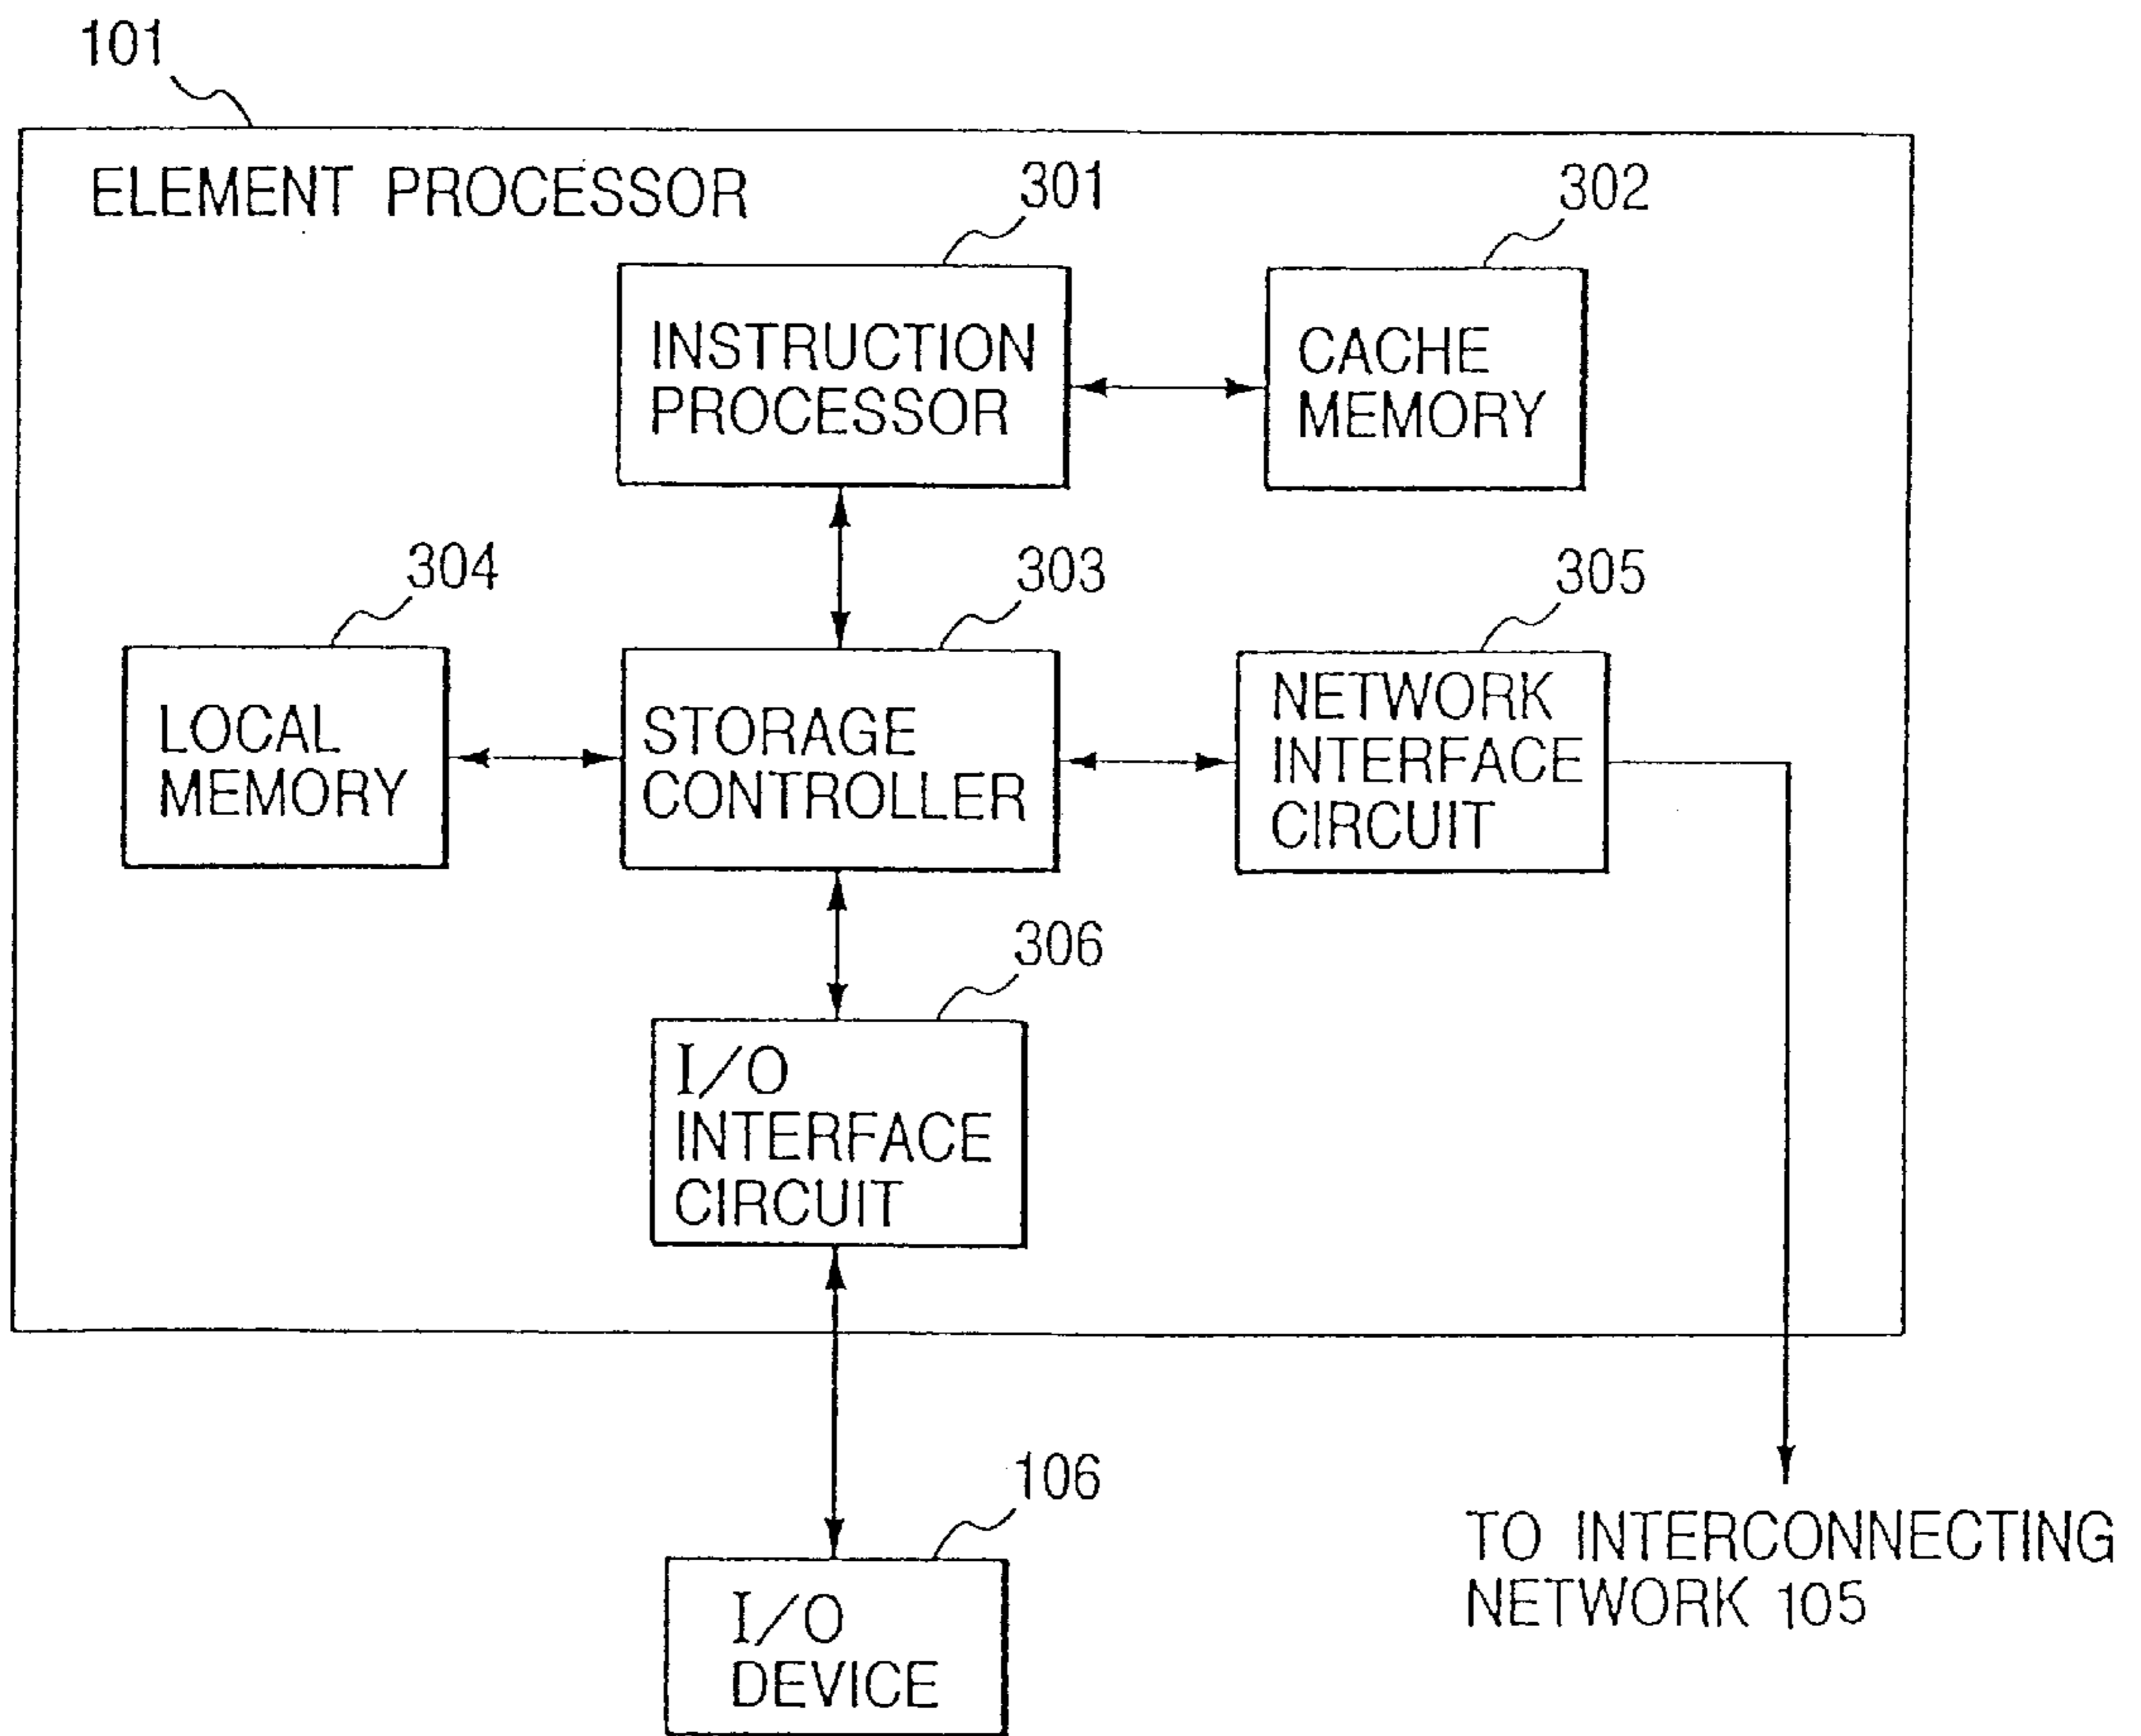 101
ELEMENT PROCESSOR
301
302
INSTRUCTION
PROCESSOR
CACHE
MEMORY
304
303
305
LOCAL
MEMORY
STORAGE
CONTROLLER
NETWORK
INTERFACE
CIRCUIT
306
I/O
INTERFACE
CIRCUIT
106
I/O
DEVICE
TO INTERCONNECTING
NETWORK 105